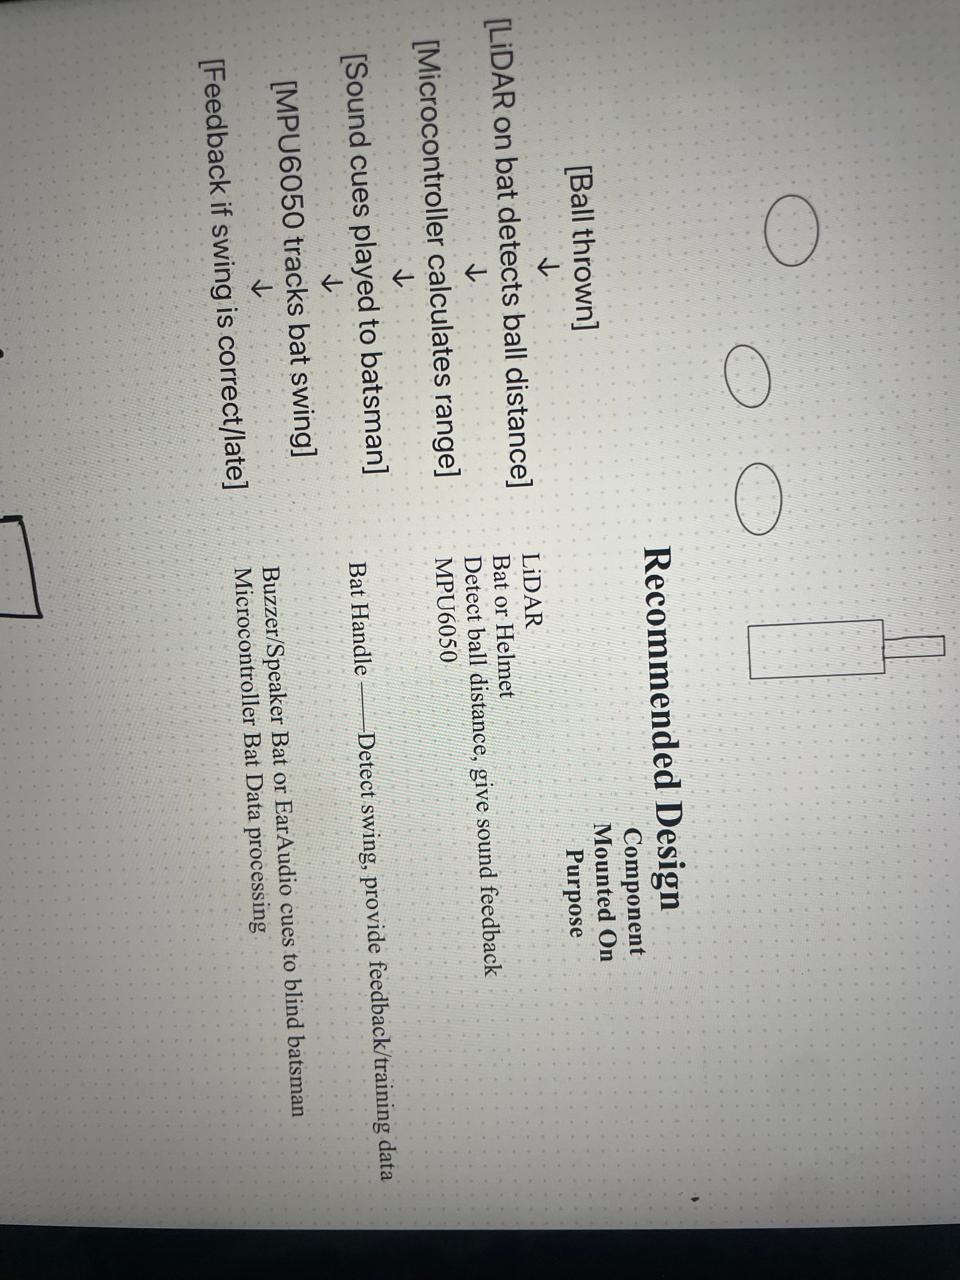 [Ball thrown]
↓
[LiDAR on bat detects ball distance]
↓
[Microcontroller calculates range]
↓
[Sound cues played to batsman]
↓
[MPU6050 tracks bat swing]
↓
[Feedback if swing is correct/late]
Recommended Design
Component
Mounted On
Purpose
LiDAR
Bat or Helmet
Detect ball distance, give sound feedback
MPU6050
Bat Handle ——Detect swing, provide feedback/training data
Buzzer/Speaker Bat or EarAudio cues to blind batsman
Microcontroller Bat Data processing